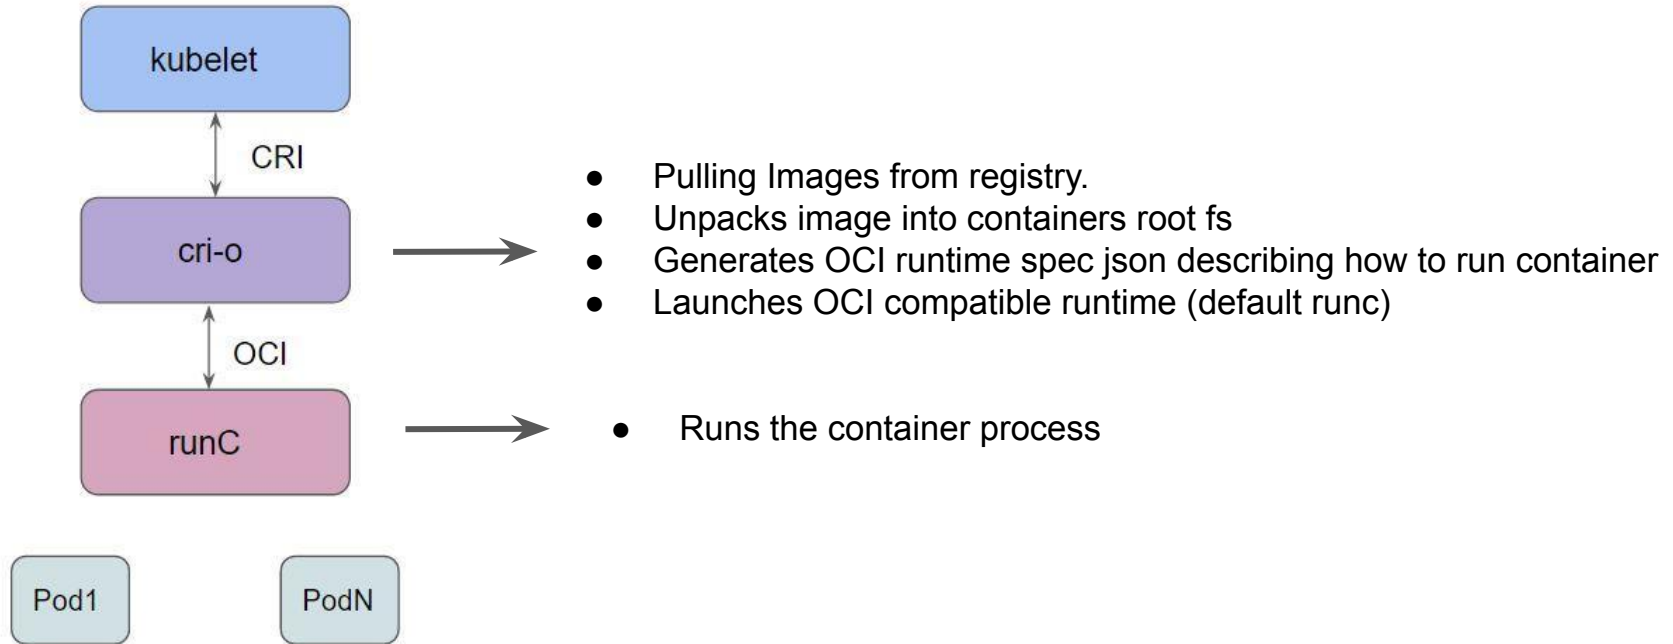 kubelet
CRI
cri-o
● Pulling Images from registry.
● Unpacks image into containers root fs
● Generates OCI runtime spec json describing how to run container
● Launches OCI compatible runtime (default runc)
OCI
runC
● Runs the container process
Pod1
PodN